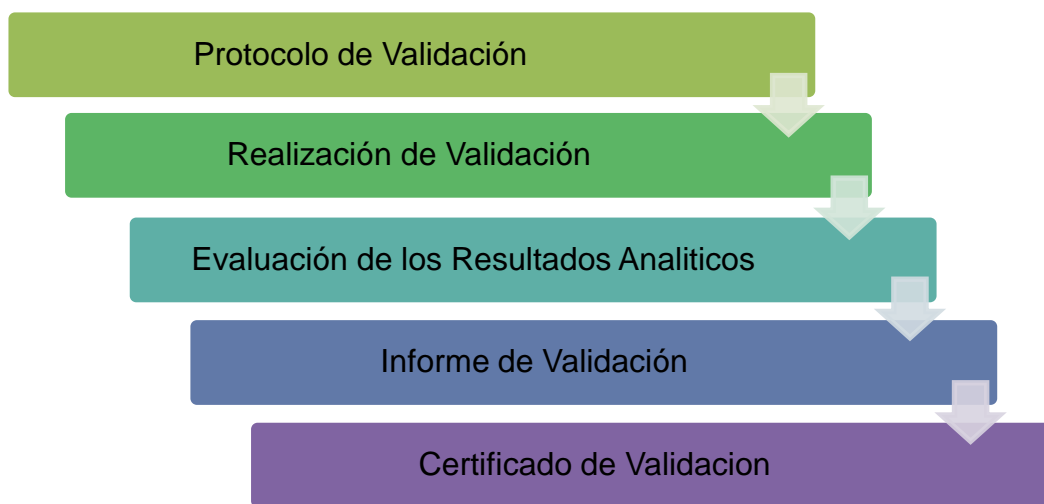 Protocolo de Validación
Realización de Validación
Evaluación de los Resultados Analiticos
Informe de Validación
Certificado de Validacion